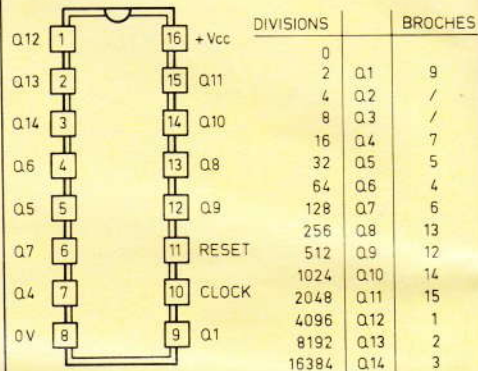 Q12 1 16 +Vcc
Q13 2 15 Q11
Q14 3 14 Q10
Q6 4 13 Q8
Q5 5 12 Q9
Q7 6 11 RESET
Q4 7 10 CLOCK
0V 8 9 Q1
DIVISIONS BROCHES
0
2 Q1 9
4 Q2 /
8 Q3 /
16 Q4 7
32 Q5 5
64 Q6 4
128 Q7 6
256 Q8 13
512 Q9 12
1024 Q10 14
2048 Q11 15
4096 Q12 1
8192 Q13 2
16384 Q14 3